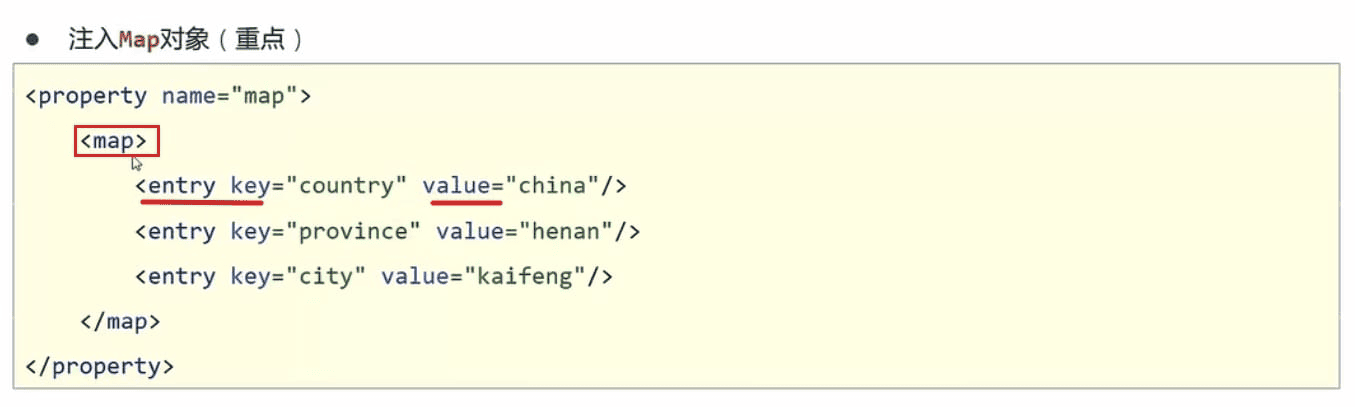 ● 注入Map对象（重点）
<property name="map">
<map>
<entry key="country" value="china"/>
<entry key="province" value="henan"/>
<entry key="city" value="kaifeng"/>
</map>
</property>